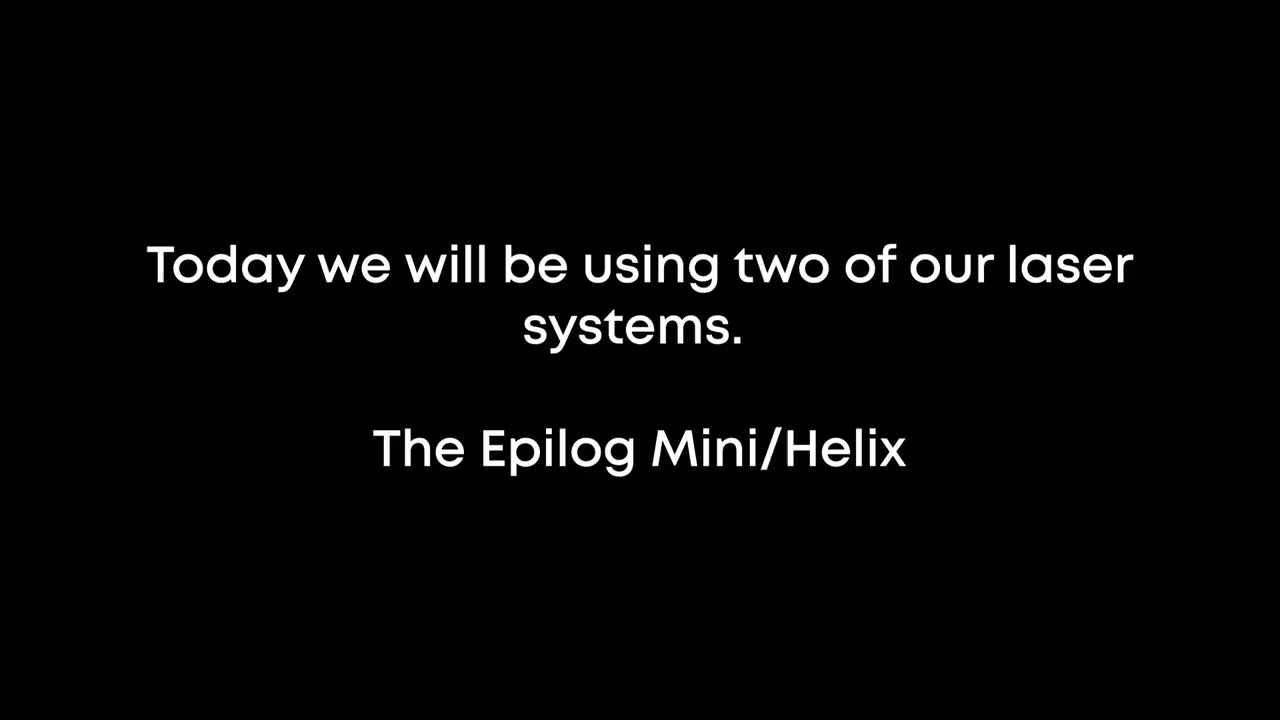 Today we will be using two of our laser
systems.
The Epilog Mini/Helix